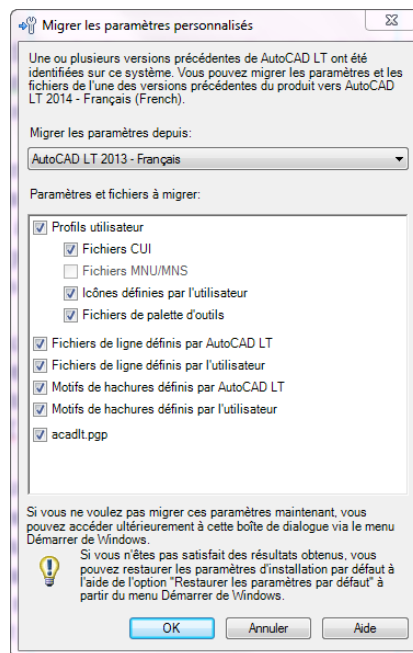 Migrer les paramètres personnalisés
Une ou plusieurs versions précédentes de AutoCAD LT ont été
identifiées sur ce système. Vous pouvez migrer les paramètres et les
fichiers de l'une des versions précédentes du produit vers AutoCAD
LT 2014 - Français (French).
Migrer les paramètres depuis:
AutoCAD LT 2013 - Français
Paramètres et fichiers à migrer:
Profils utilisateur
Fichiers CUI
Fichiers MNU/MNS
Icônes définies par l'utilisateur
Fichiers de palette d'outils
Fichiers de ligne définis par AutoCAD LT
Fichiers de ligne définis par l'utilisateur
Motifs de hachures définis par AutoCAD LT
Motifs de hachures définis par l'utilisateur
acadlt.pgp
Si vous ne voulez pas migrer ces paramètres maintenant, vous
pouvez accéder ultérieurement à cette boîte de dialogue via le menu
Démarrer de Windows.
Si vous n'êtes pas satisfait des résultats obtenus, vous
pouvez restaurer les paramètres d'installation par défaut à
l'aide de l'option "Restaurer les paramètres par défaut" à
partir du menu Démarrer de Windows.
OK
Annuler
Aide